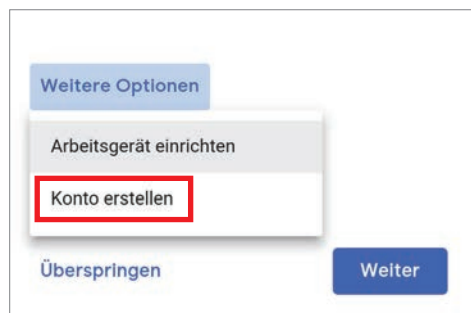 Weitere Optionen
Arbeitsgerät einrichten
Konto erstellen
Überspringen Weiter